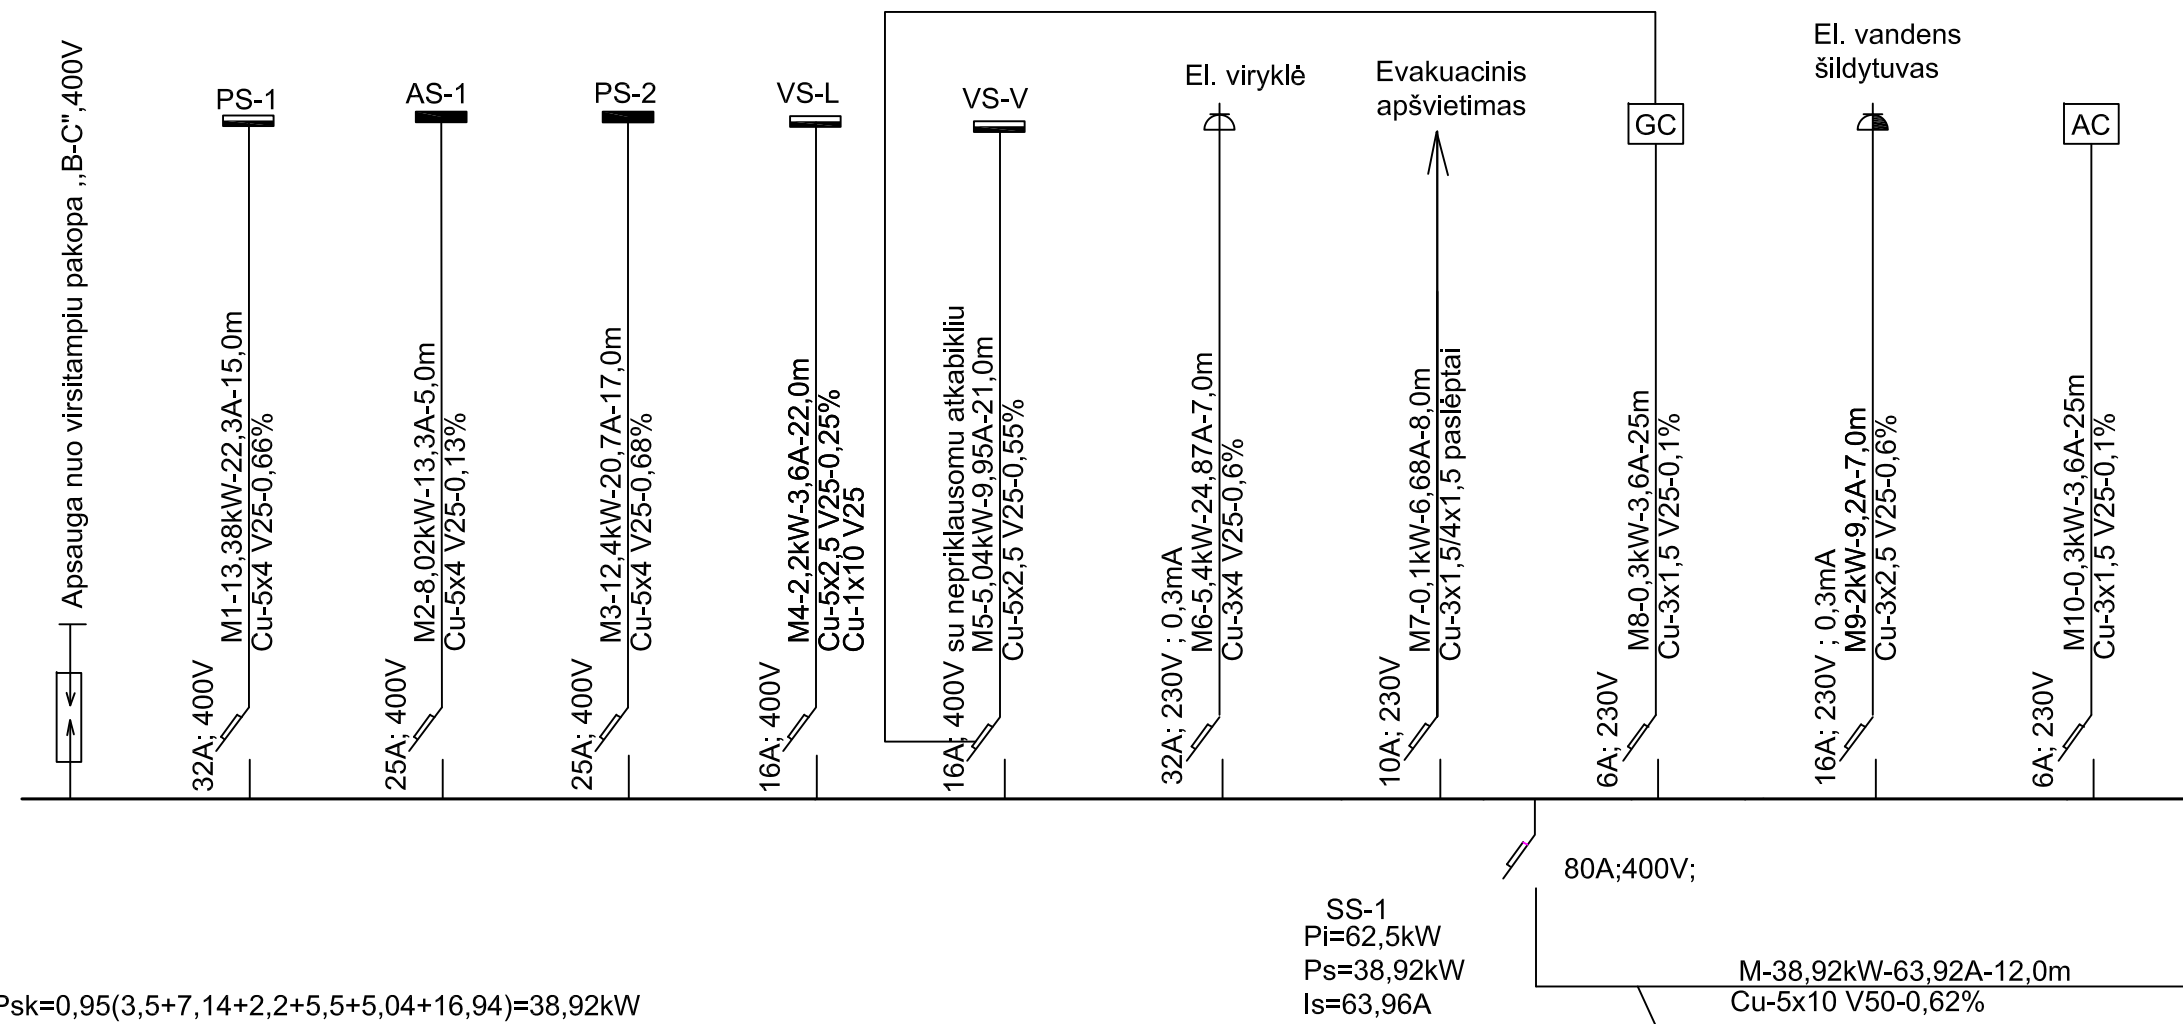 Apsauga nuo virsitampiu pakopa ,,B-C",400V
PS-1
M1-13,38kW-22,3A-15,0m
Cu-5x4 V25-0,66%
32A; 400V
AS-1
M2-8,02kW-13,3A-5,0m
Cu-5x4 V25-0,13%
25A; 400V
PS-2
M3-12,4kW-20,7A-17,0m
Cu-5x4 V25-0,68%
25A; 400V
VS-L
M4-2,2kW-3,6A-22,0m
Cu-5x2,5 V25-0,25%
Cu-1x10 V25
16A; 400V
VS-V
16A; 400V su nepriklausomu atkabikliu
M5-5,04kW-9,95A-21,0m
Cu-5x2,5 V25-0,55%
El. viryklė
32A; 230V ; 0,3mA
M6-5,4kW-24,87A-7,0m
Cu-3x4 V25-0,6%
Evakuacinis
apšvietimas
10A; 230V
M7-0,1kW-6,68A-8,0m
Cu-3x1,5/4x1,5 paslėptai
GC
6A; 230V
M8-0,3kW-3,6A-25m
Cu-3x1,5 V25-0,1%
El. vandens
šildytuvas
16A; 230V ; 0,3mA
M9-2kW-9,2A-7,0m
Cu-3x2,5 V25-0,6%
AC
6A; 230V
M10-0,3kW-3,6A-25m
Cu-3x1,5 V25-0,1%
80A;400V;
SS-1
Pi=62,5kW
Ps=38,92kW
Is=63,96A
M-38,92kW-63,92A-12,0m
Cu-5x10 V50-0,62%
Psk=0,95(3,5+7,14+2,2+5,5+5,04+16,94)=38,92kW